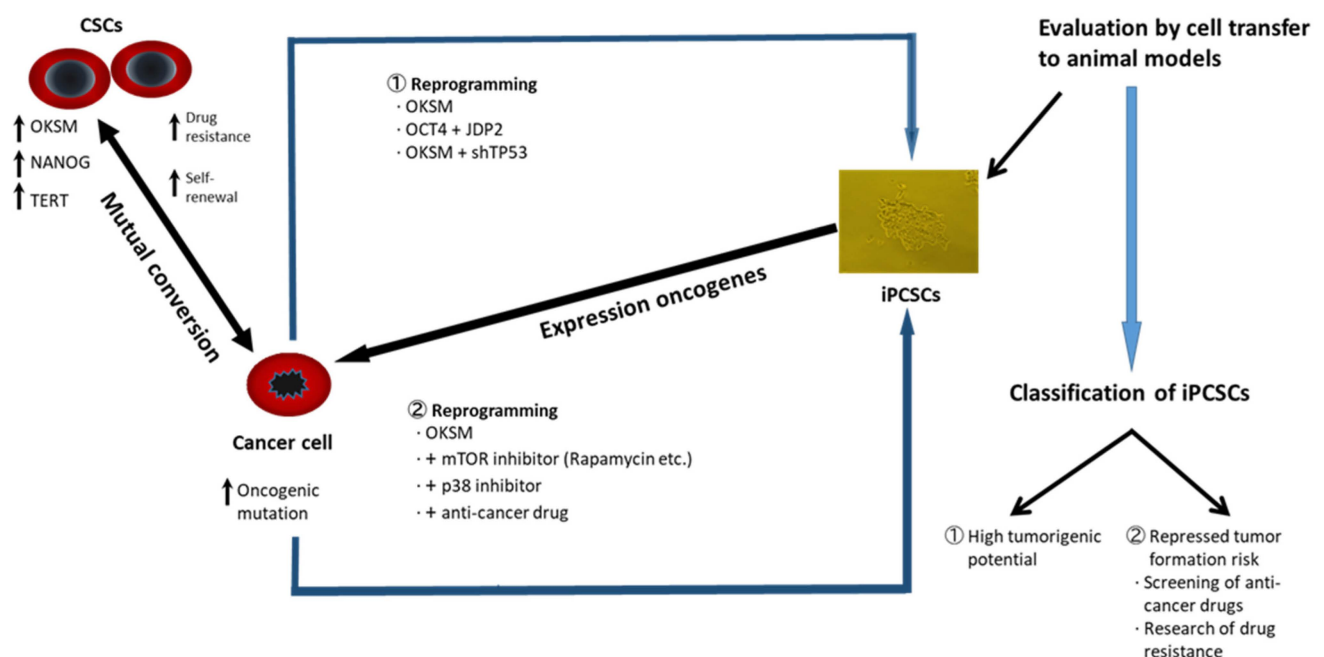 CSCs
OKSM
NANOG
TERT
Drug
resistance
Self-
renewal
Mutual conversion
Cancer cell
Oncogenic
mutation
① Reprogramming
· OKSM
· OCT4 + JDP2
· OKSM + shTP53
Expression oncogenes
② Reprogramming
· OKSM
· + mTOR inhibitor (Rapamycin etc.)
· + p38 inhibitor
· + anti-cancer drug
iPCSCs
Evaluation by cell transfer
to animal models
Classification of iPCSCs
① High tumorigenic
potential
② Repressed tumor
formation risk
· Screening of anti-
cancer drugs
· Research of drug
resistance